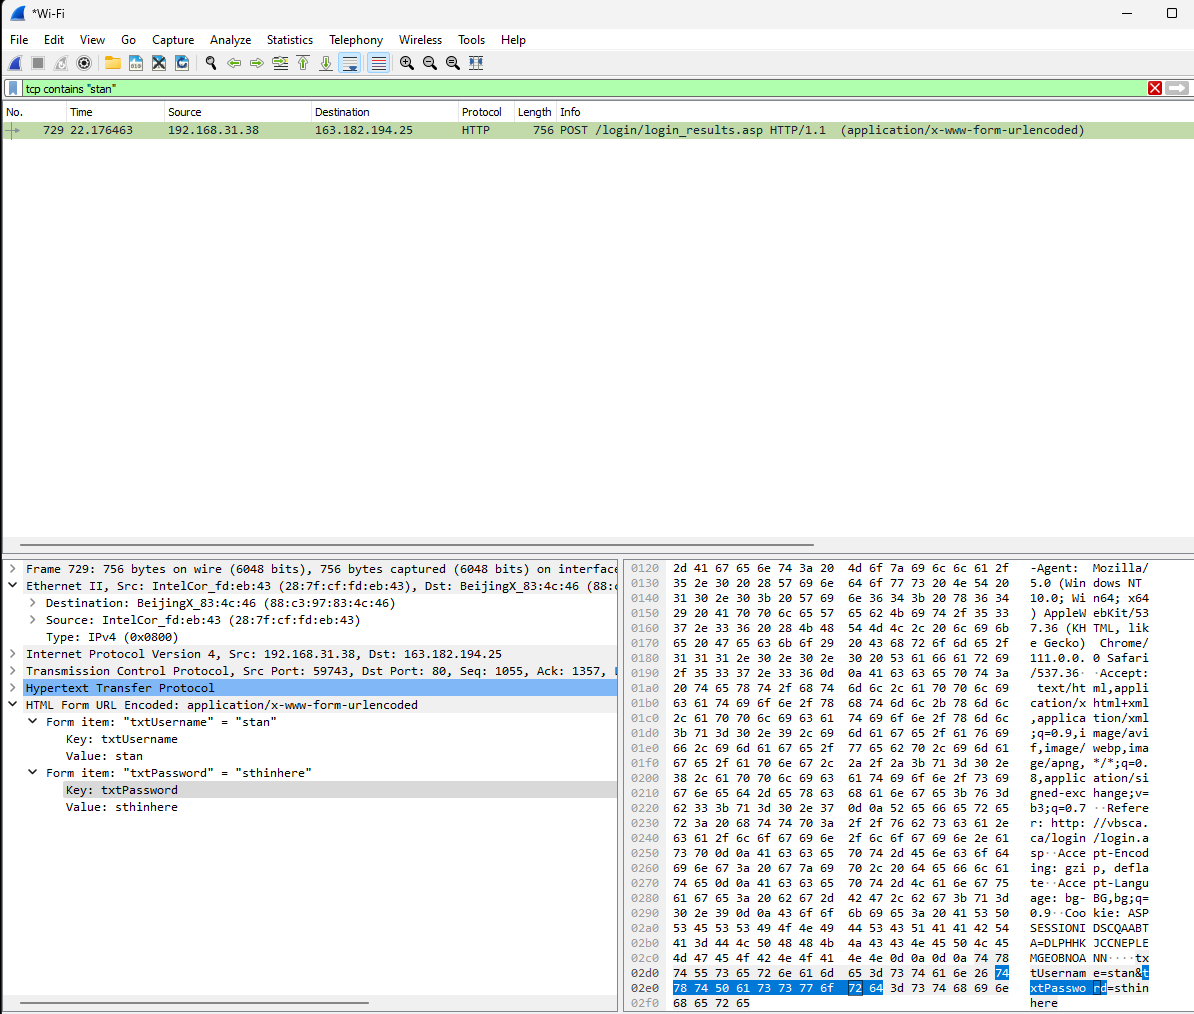 *Wi-Fi
File Edit View Go Capture Analyze Statistics Telephony Wireless Tools Help
tcp contains "stan"
No. Time Source Destination Protocol Length Info
729 22.176463 192.168.31.38 163.182.194.25 HTTP 756 POST /login/login_results.asp HTTP/1.1 (application/x-www-form-urlencoded)
Frame 729: 756 bytes on wire (6048 bits), 756 bytes captured (6048 bits) on interface
Ethernet II, Src: IntelCor_fd:eb:43 (28:7f:cf:fd:eb:43), Dst: BeijingX_83:4c:46 (88:c
Destination: BeijingX_83:4c:46 (88:c3:97:83:4c:46)
Source: IntelCor_fd:eb:43 (28:7f:cf:fd:eb:43)
Type: IPv4 (0x0800)
Internet Protocol Version 4, Src: 192.168.31.38, Dst: 163.182.194.25
Transmission Control Protocol, Src Port: 59743, Dst Port: 80, Seq: 1055, Ack: 1357, L
Hypertext Transfer Protocol
HTML Form URL Encoded: application/x-www-form-urlencoded
Form item: "txtUsername" = "stan"
Key: txtUsername
Value: stan
Form item: "txtPassword" = "sthinhere"
Key: txtPassword
Value: sthinhere
0120 2d 41 67 65 6e 74 3a 20 4d 6f 7a 69 6c 6c 61 2f -Agent: Mozilla/
0130 35 2e 30 20 28 57 69 6e 64 6f 77 73 20 4e 54 20 5.0 (Windows NT
0140 31 30 2e 30 3b 20 57 69 6e 36 34 3b 20 78 36 34 10.0; Win64; x64
0150 29 20 41 70 70 6c 65 57 65 62 4b 69 74 2f 35 33 ) AppleWebKit/53
0160 37 2e 33 36 20 28 4b 48 54 4d 4c 2c 20 6c 69 6b 7.36 (KHTML, lik
0170 65 20 47 65 63 6b 6f 29 20 43 68 72 6f 6d 65 2f e Gecko) Chrome/
0180 31 31 31 2e 30 2e 30 2e 30 20 53 61 66 61 72 69 111.0.0.0 Safari
0190 2f 35 33 37 2e 33 36 0d 0a 41 63 63 65 70 74 3a /537.36··Accept:
01a0 20 74 65 78 74 2f 68 74 6d 6c 2c 61 70 70 6c 69 text/html,appli
01b0 63 61 74 69 6f 6e 2f 78 68 74 6d 6c 2b 78 6d 6c cation/xhtml+xml
01c0 2c 61 70 70 6c 69 63 61 74 69 6f 6e 2f 78 6d 6c ,application/xml
01d0 3b 71 3d 30 2e 39 2c 69 6d 61 67 65 2f 61 76 69 ;q=0.9,image/avi
01e0 66 2c 69 6d 61 67 65 2f 77 65 62 70 2c 69 6d 61 f,image/webp,ima
01f0 67 65 2f 61 70 6e 67 2c 2a 2f 2a 3b 71 3d 30 2e ge/apng,*/*;q=0.
0200 38 2c 61 70 70 6c 69 63 61 74 69 6f 6e 2f 73 69 8,application/si
0210 67 6e 65 64 2d 65 78 63 68 61 6e 67 65 3b 76 3d gned-exchange;v=
0220 62 33 3b 71 3d 30 2e 37 0d 0a 52 65 66 65 72 65 b3;q=0.7··Refere
0230 72 3a 20 68 74 74 70 3a 2f 2f 76 62 73 63 61 2e r: http://vbsca.
0240 63 61 2f 6c 6f 67 69 6e 2f 6c 6f 67 69 6e 2e 61 ca/login/login.a
0250 73 70 0d 0a 41 63 63 65 70 74 2d 45 6e 63 6f 64 sp··Accept-Encod
0260 69 6e 67 3a 20 67 7a 69 70 2c 20 64 65 66 6c 61 ing: gzip, defla
0270 74 65 0d 0a 41 63 63 65 70 74 2d 4c 61 6e 67 75 te··Accept-Langu
0280 61 67 65 3a 20 62 67 2d 42 47 2c 62 67 3b 71 3d age: bg-BG,bg;q=
0290 30 2e 39 0d 0a 43 6f 6f 6b 69 65 3a 20 41 53 50 0.9··Cookie: ASP
02a0 53 45 53 53 49 4f 4e 49 44 53 43 51 41 41 42 54 SESSIONIDSCQAABT
02b0 41 3d 44 4c 50 48 48 4b 4a 43 43 4e 45 50 4c 45 A=DLPHHKJCCNEPLE
02c0 4d 47 45 4f 42 4e 4f 41 4e 4e 0d 0a 0d 0a 74 78 MGEOBNOANN····tx
02d0 74 55 73 65 72 6e 61 6d 65 3d 73 74 61 6e 26 74 tUsername=stan&t
02e0 78 74 50 61 73 73 77 6f 72 64 3d 73 74 68 69 6e xtPassword=sthin
02f0 68 65 72 65 here